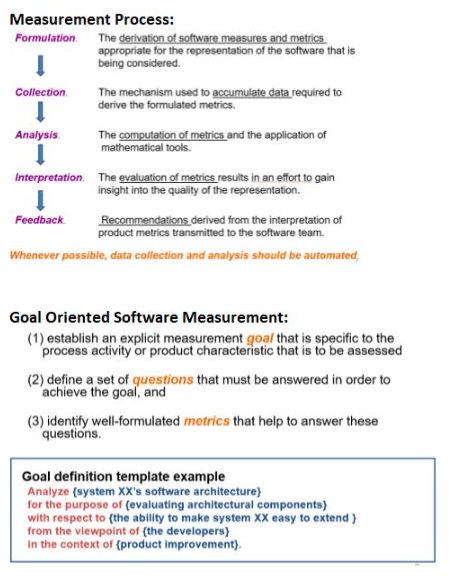 Measurement Process:
Formulation. The derivation of software measures and metrics
appropriate for the representation of the software that is
being considered.
Collection. The mechanism used to accumulate data required to
derive the formulated metrics.
Analysis. The computation of metrics and the application of
mathematical tools.
Interpretation. The evaluation of metrics results in an effort to gain
insight into the quality of the representation.
Feedback. Recommendations derived from the interpretation of
product metrics transmitted to the software team.
Whenever possible, data collection and analysis should be automated,
Goal Oriented Software Measurement:
(1) establish an explicit measurement goal that is specific to the
process activity or product characteristic that is to be assessed
(2) define a set of questions that must be answered in order to
achieve the goal, and
(3) identify well-formulated metrics that help to answer these
questions.
Goal definition template example
Analyze {system XX's software architecture}
for the purpose of {evaluating architectural components}
with respect to {the ability to make system XX easy to extend }
from the viewpoint of {the developers}
in the context of {product improvement}.